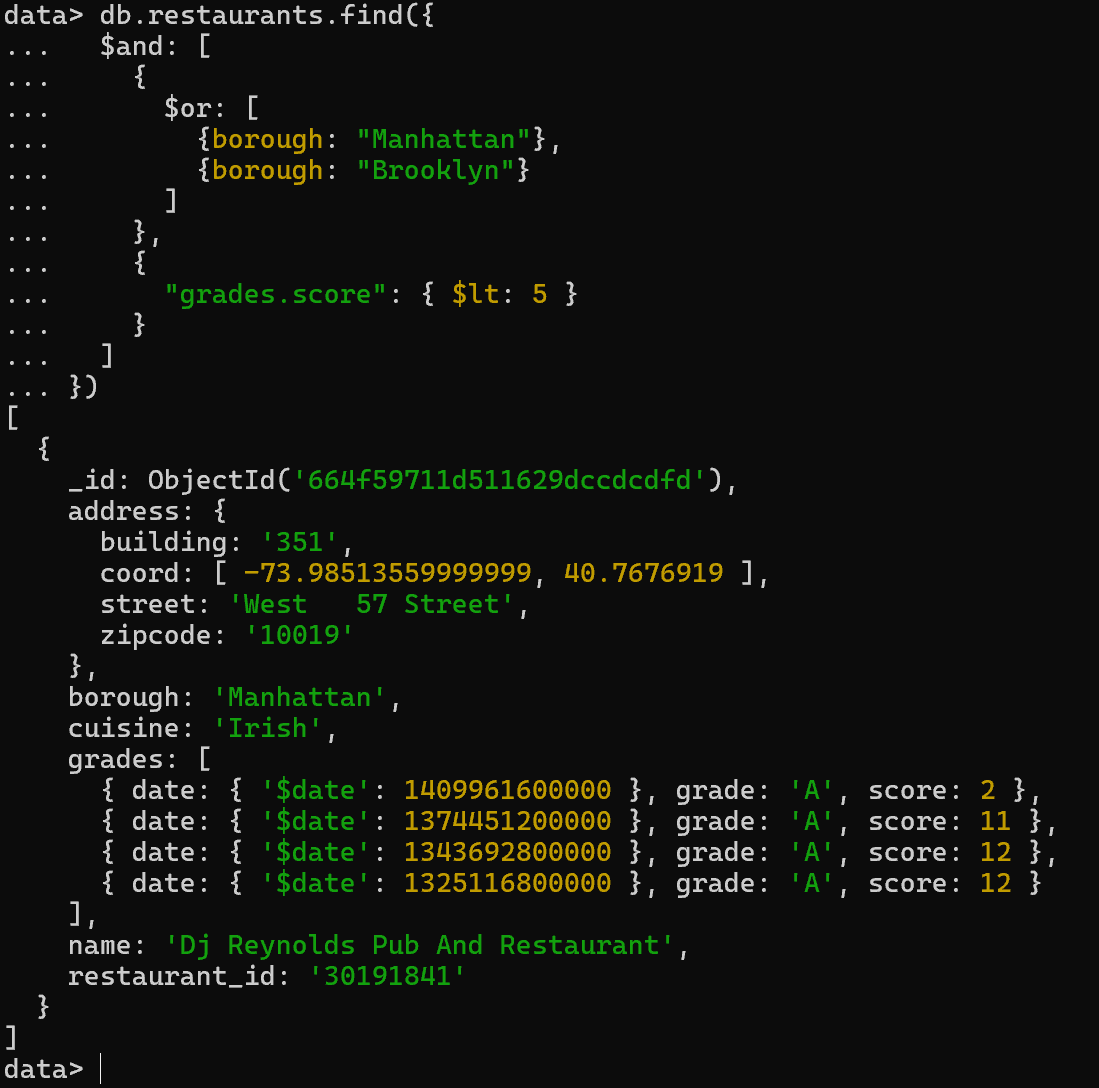 data> db.restaurants.find({
...   $and: [
...     {
...       $or: [
...         {borough: "Manhattan"},
...         {borough: "Brooklyn"}
...       ]
...     },
...     {
...       "grades.score": { $lt: 5 }
...     }
...   ]
... })
[
  {
    _id: ObjectId('664f59711d511629dccdcdfd'),
    address: {
      building: '351',
      coord: [ -73.98513559999999, 40.7676919 ],
      street: 'West   57 Street',
      zipcode: '10019'
    },
    borough: 'Manhattan',
    cuisine: 'Irish',
    grades: [
      { date: { '$date': 1409961600000 }, grade: 'A', score: 2 },
      { date: { '$date': 1374451200000 }, grade: 'A', score: 11 },
      { date: { '$date': 1343692800000 }, grade: 'A', score: 12 },
      { date: { '$date': 1325116800000 }, grade: 'A', score: 12 }
    ],
    name: 'Dj Reynolds Pub And Restaurant',
    restaurant_id: '30191841'
  }
]
data>